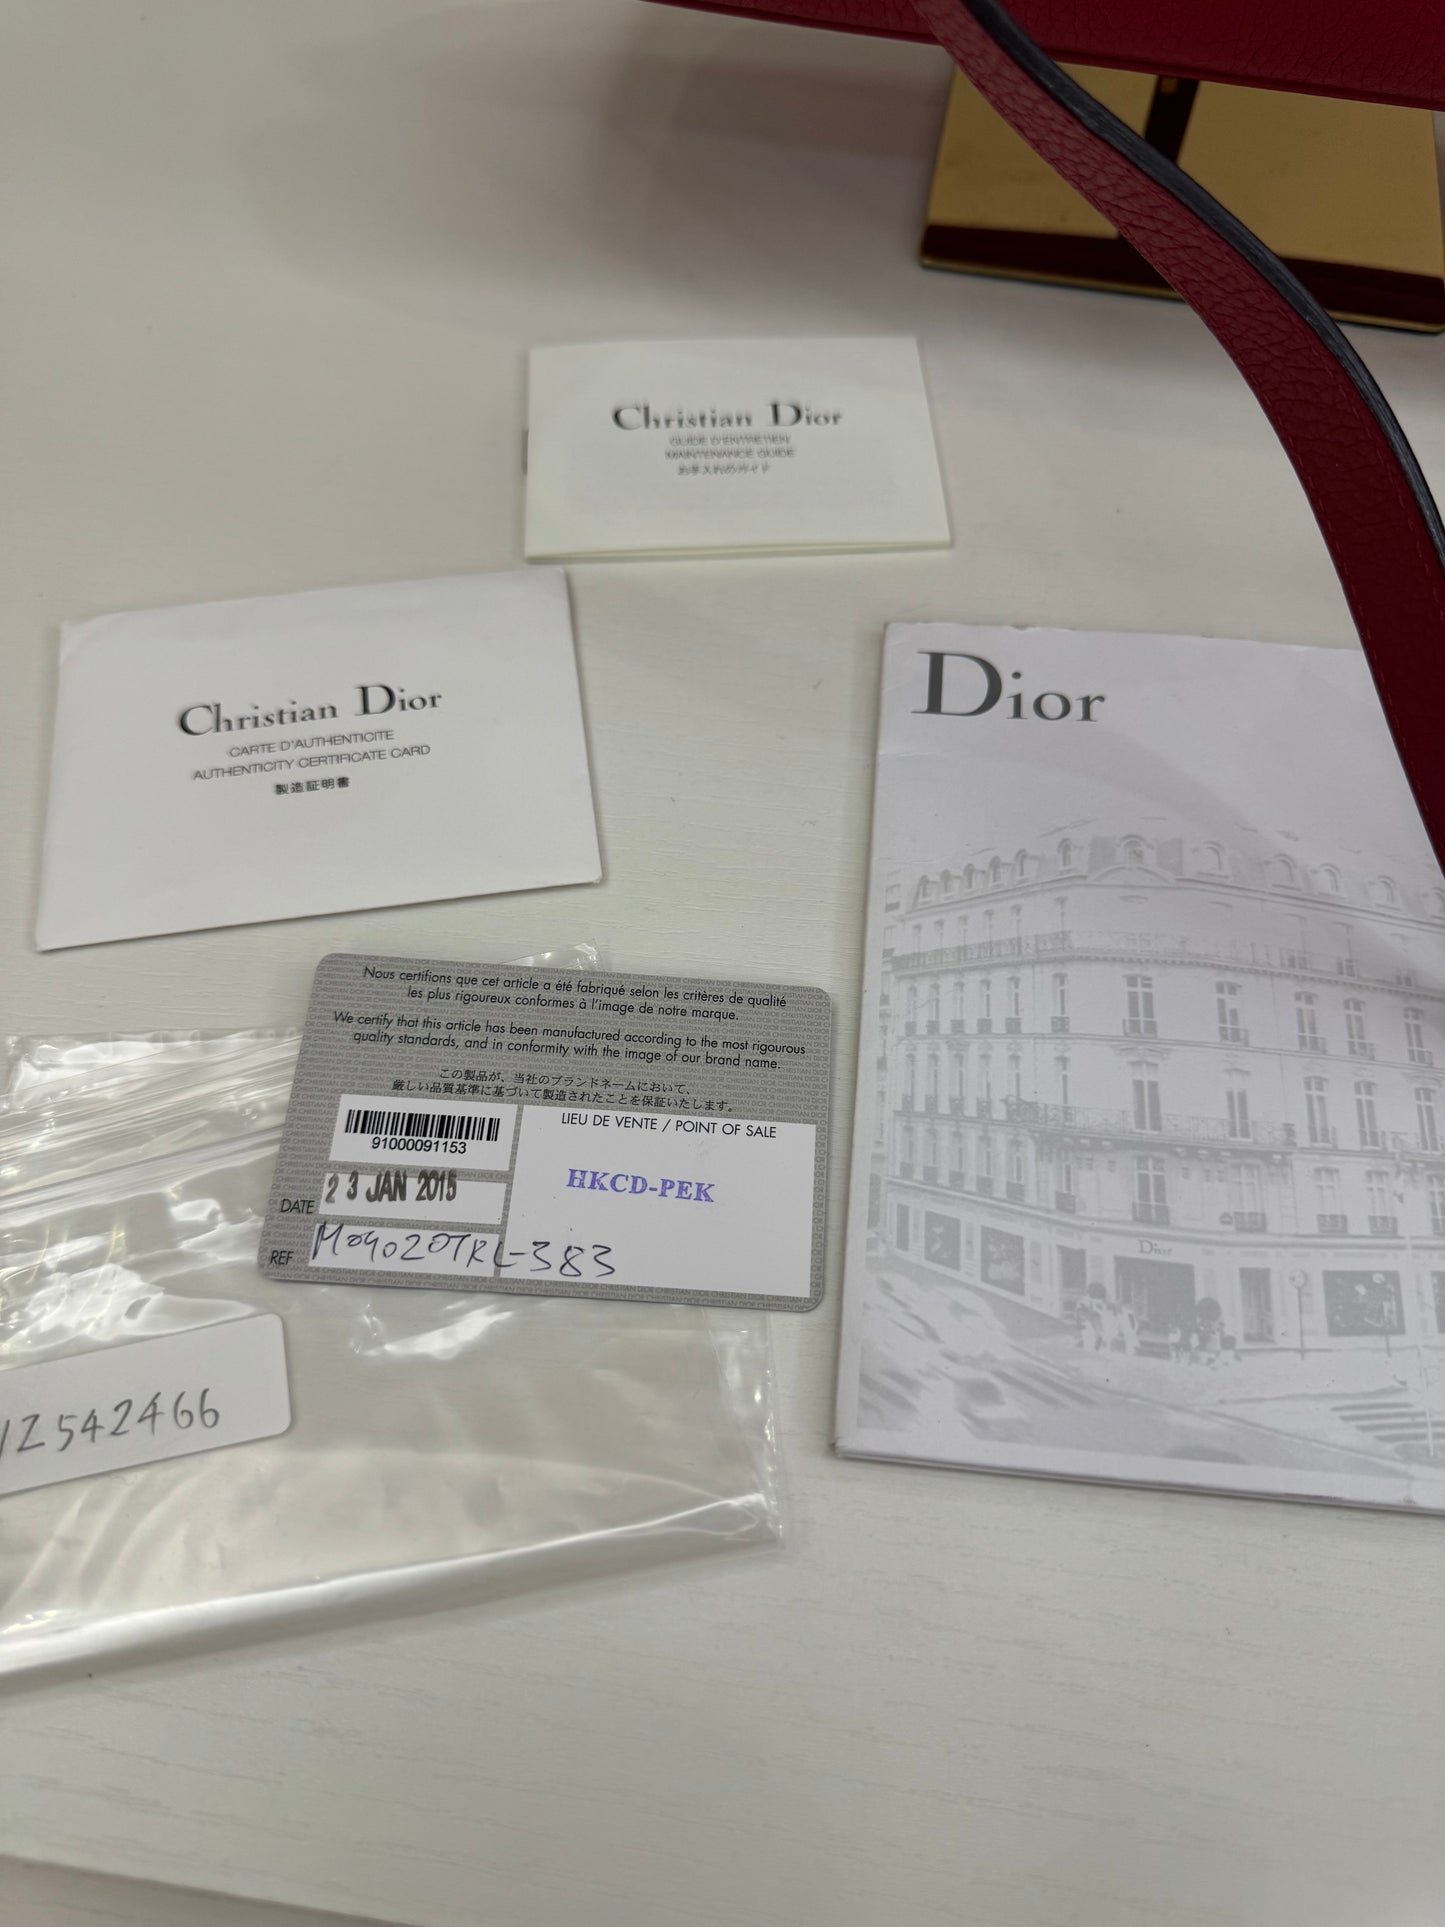 Christian Dior
GUIDE D'ENTRETIEN
MAINTENANCE GUIDE
お手入れのガイド
Christian Dior
CARTE D'AUTHENTICITE
AUTHENTICITY CERTIFICATE CARD
製造証明書
Dior
Dior
Nous certifions que cet article a été fabriqué selon les critères de qualité
les plus rigoureux conformes à l'image de notre marque.
We certify that this article has been manufactured according to the most rigourous
quality standards, and in conformity with the image of our brand name.
この製品が、当社のブランドネームにおいて、
厳しい品質基準に基づいて製造されたことを保証いたします。
91000091153
LIEU DE VENTE / POINT OF SALE
HKCD-PEK
DATE 23 JAN 2015
REF M0902OTRL-383
542466